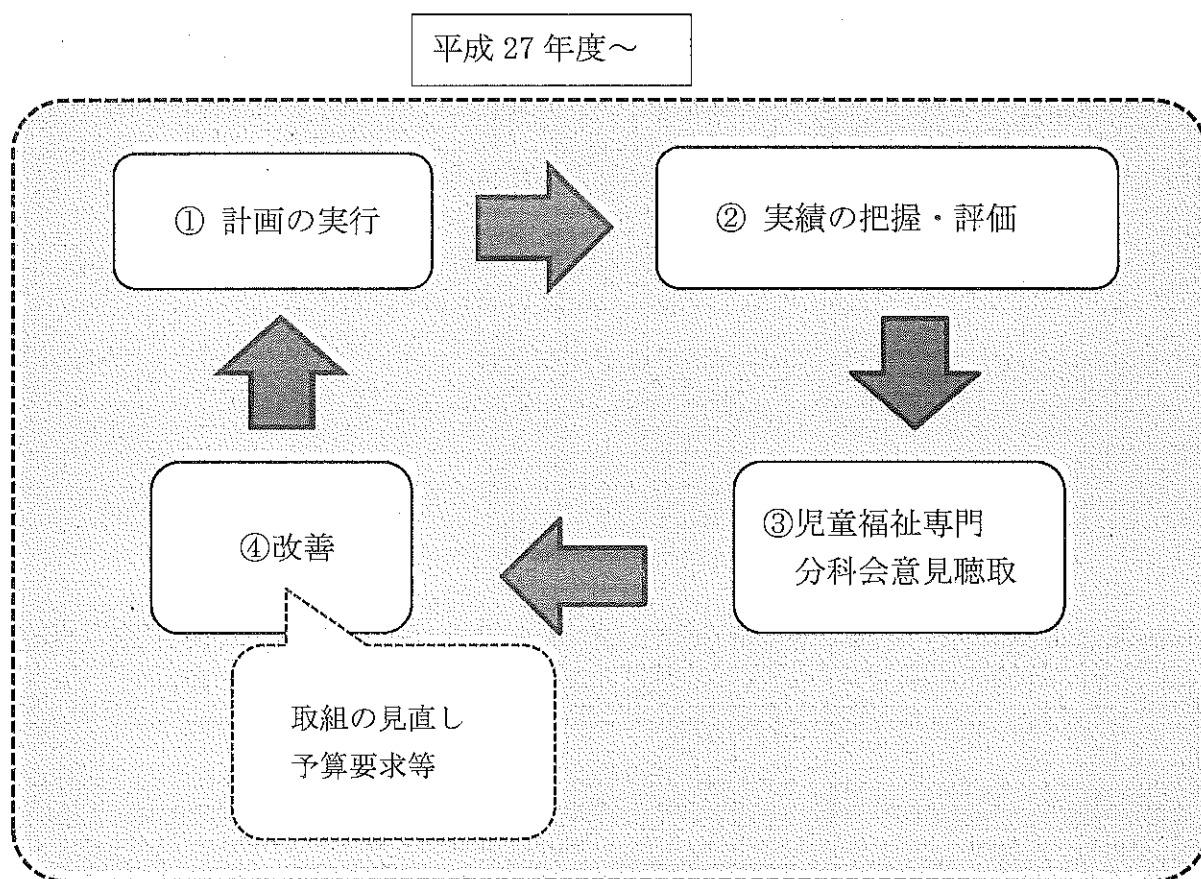 平成 27 年度～
① 計画の実行
② 実績の把握・評価
③児童福祉専門
分科会意見聴取
④改善
取組の見直し
予算要求等